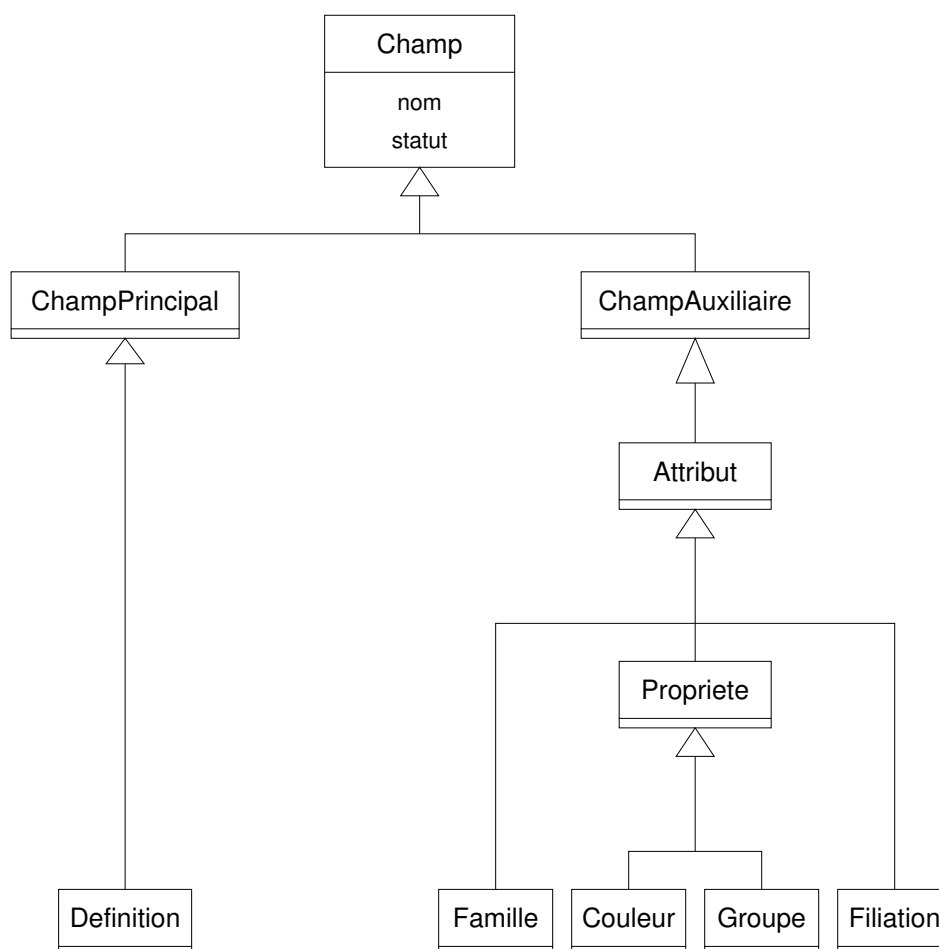 Champ
nom
statut
ChampPrincipal
ChampAuxiliaire
Attribut
Propriete
Definition
Famille
Couleur
Groupe
Filiation